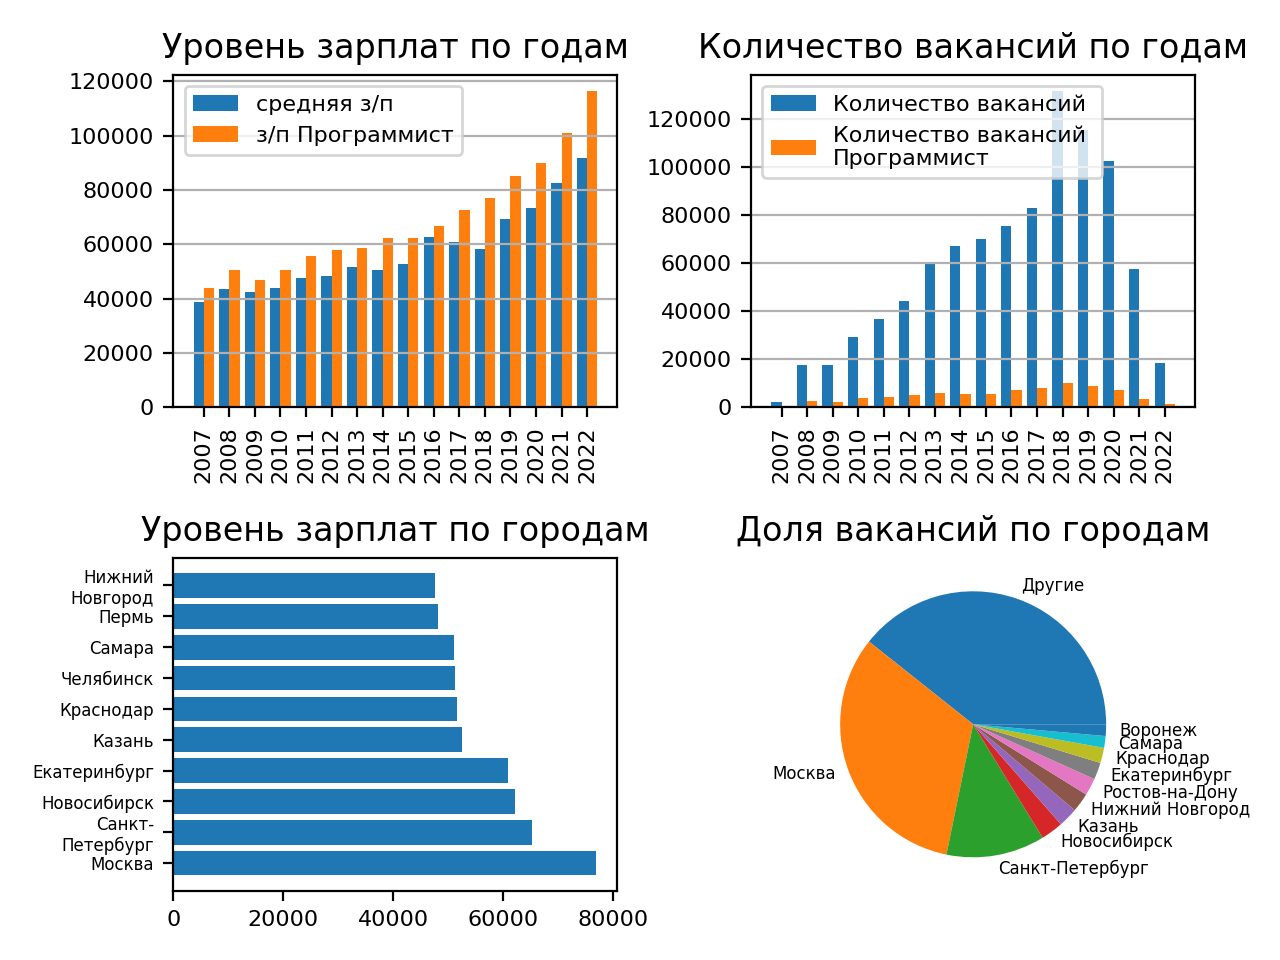 Уровень зарплат по годам
120000
100000
80000
60000
40000
20000
0
средняя з/п
з/п Программист
2007
2008
2009
2010
2011
2012
2013
2014
2015
2016
2017
2018
2019
2020
2021
2022
Количество вакансий по годам
120000
100000
80000
60000
40000
20000
0
Количество вакансий
Количество вакансий
Программист
2007
2008
2009
2010
2011
2012
2013
2014
2015
2016
2017
2018
2019
2020
2021
2022
Уровень зарплат по городам
Нижний
Новгород
Пермь
Самара
Челябинск
Краснодар
Казань
Екатеринбург
Новосибирск
Санкт-
Петербург
Москва
0
20000
40000
60000
80000
Доля вакансий по городам
Другие
Москва
Санкт-Петербург
Новосибирск
Казань
Нижний Новгород
Ростов-на-Дону
Екатеринбург
Краснодар
Самара
Воронеж